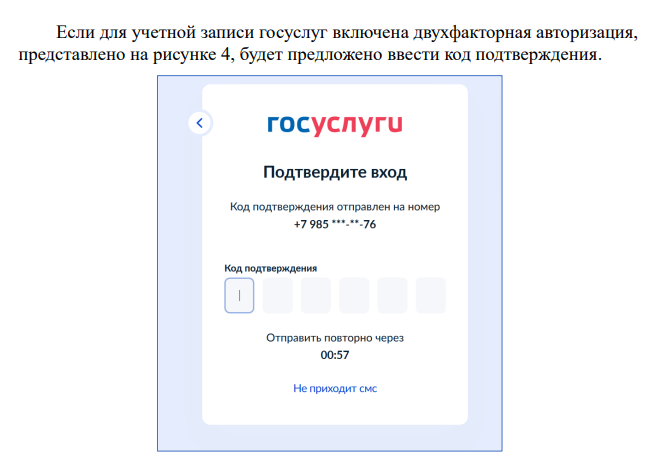 Если для учетной записи госуслуг включена двухфакторная авторизация,
представлено на рисунке 4, будет предложено ввести код подтверждения.
госуслуги
Подтвердите вход
Код подтверждения отправлен на номер
+7 985 ***-**-76
Код подтверждения
Отправить повторно через
00:57
Не приходит смс